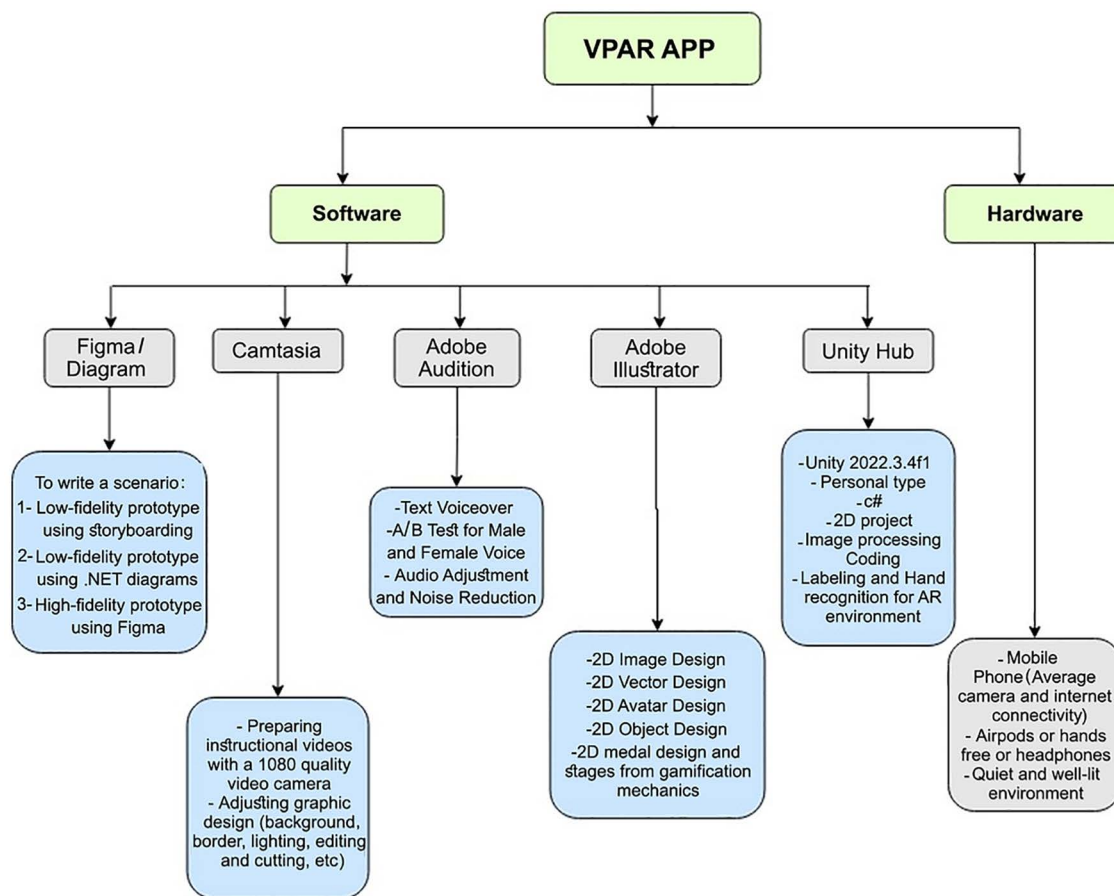 VPAR APP
Software
Hardware
Figma/
Diagram
Camtasia
Adobe
Audition
Adobe
Illustrator
Unity Hub
To write a scenario:
1- Low-fidelity prototype
using storyboarding
2- Low-fidelity prototype
using .NET diagrams
3- High-fidelity prototype
using Figma
- Preparing
instructional videos
with a 1080 quality
video camera
- Adjusting graphic
design (background,
border, lighting, editing
and cutting, etc)
-Text Voiceover
-A/B Test for Male
and Female Voice
- Audio Adjustment
and Noise Reduction
-2D Image Design
-2D Vector Design
-2D Avatar Design
-2D Object Design
-2D medal design and
stages from gamification
mechanics
-Unity 2022.3.4f1
- Personal type
- c#
- 2D project
- Image processing
Coding
- Labeling and Hand
recognition for AR
environment
- Mobile
Phone(Average
camera and internet
connectivity)
- Airpods or hands
free or headphones
- Quiet and well-lit
environment